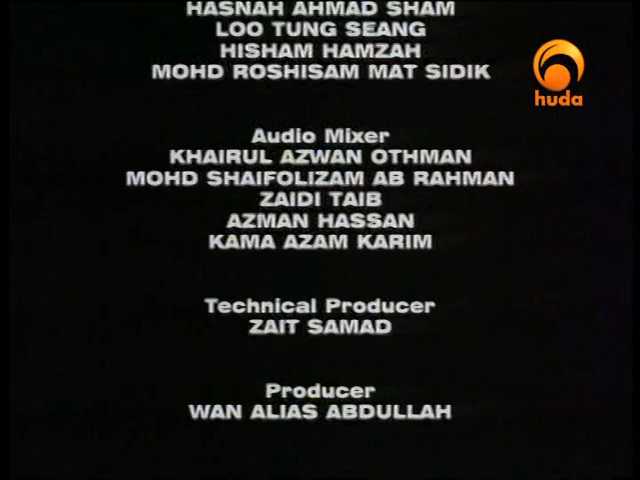 HASNAH AHMAD SHAM
LOO TUNG SEANG
HISHAM HAMZAH
MOHD ROSHISAM MAT SIDIK
huda
Audio Mixer
KHAIRUL AZWAN OTHMAN
MOHD SHAIFOLIZAM AB RAHMAN
ZAIDI TAIB
AZMAN HASSAN
KAMA AZAM KARIM
Technical Producer
ZAIT SAMAD
Producer
WAN ALIAS ABDULLAH